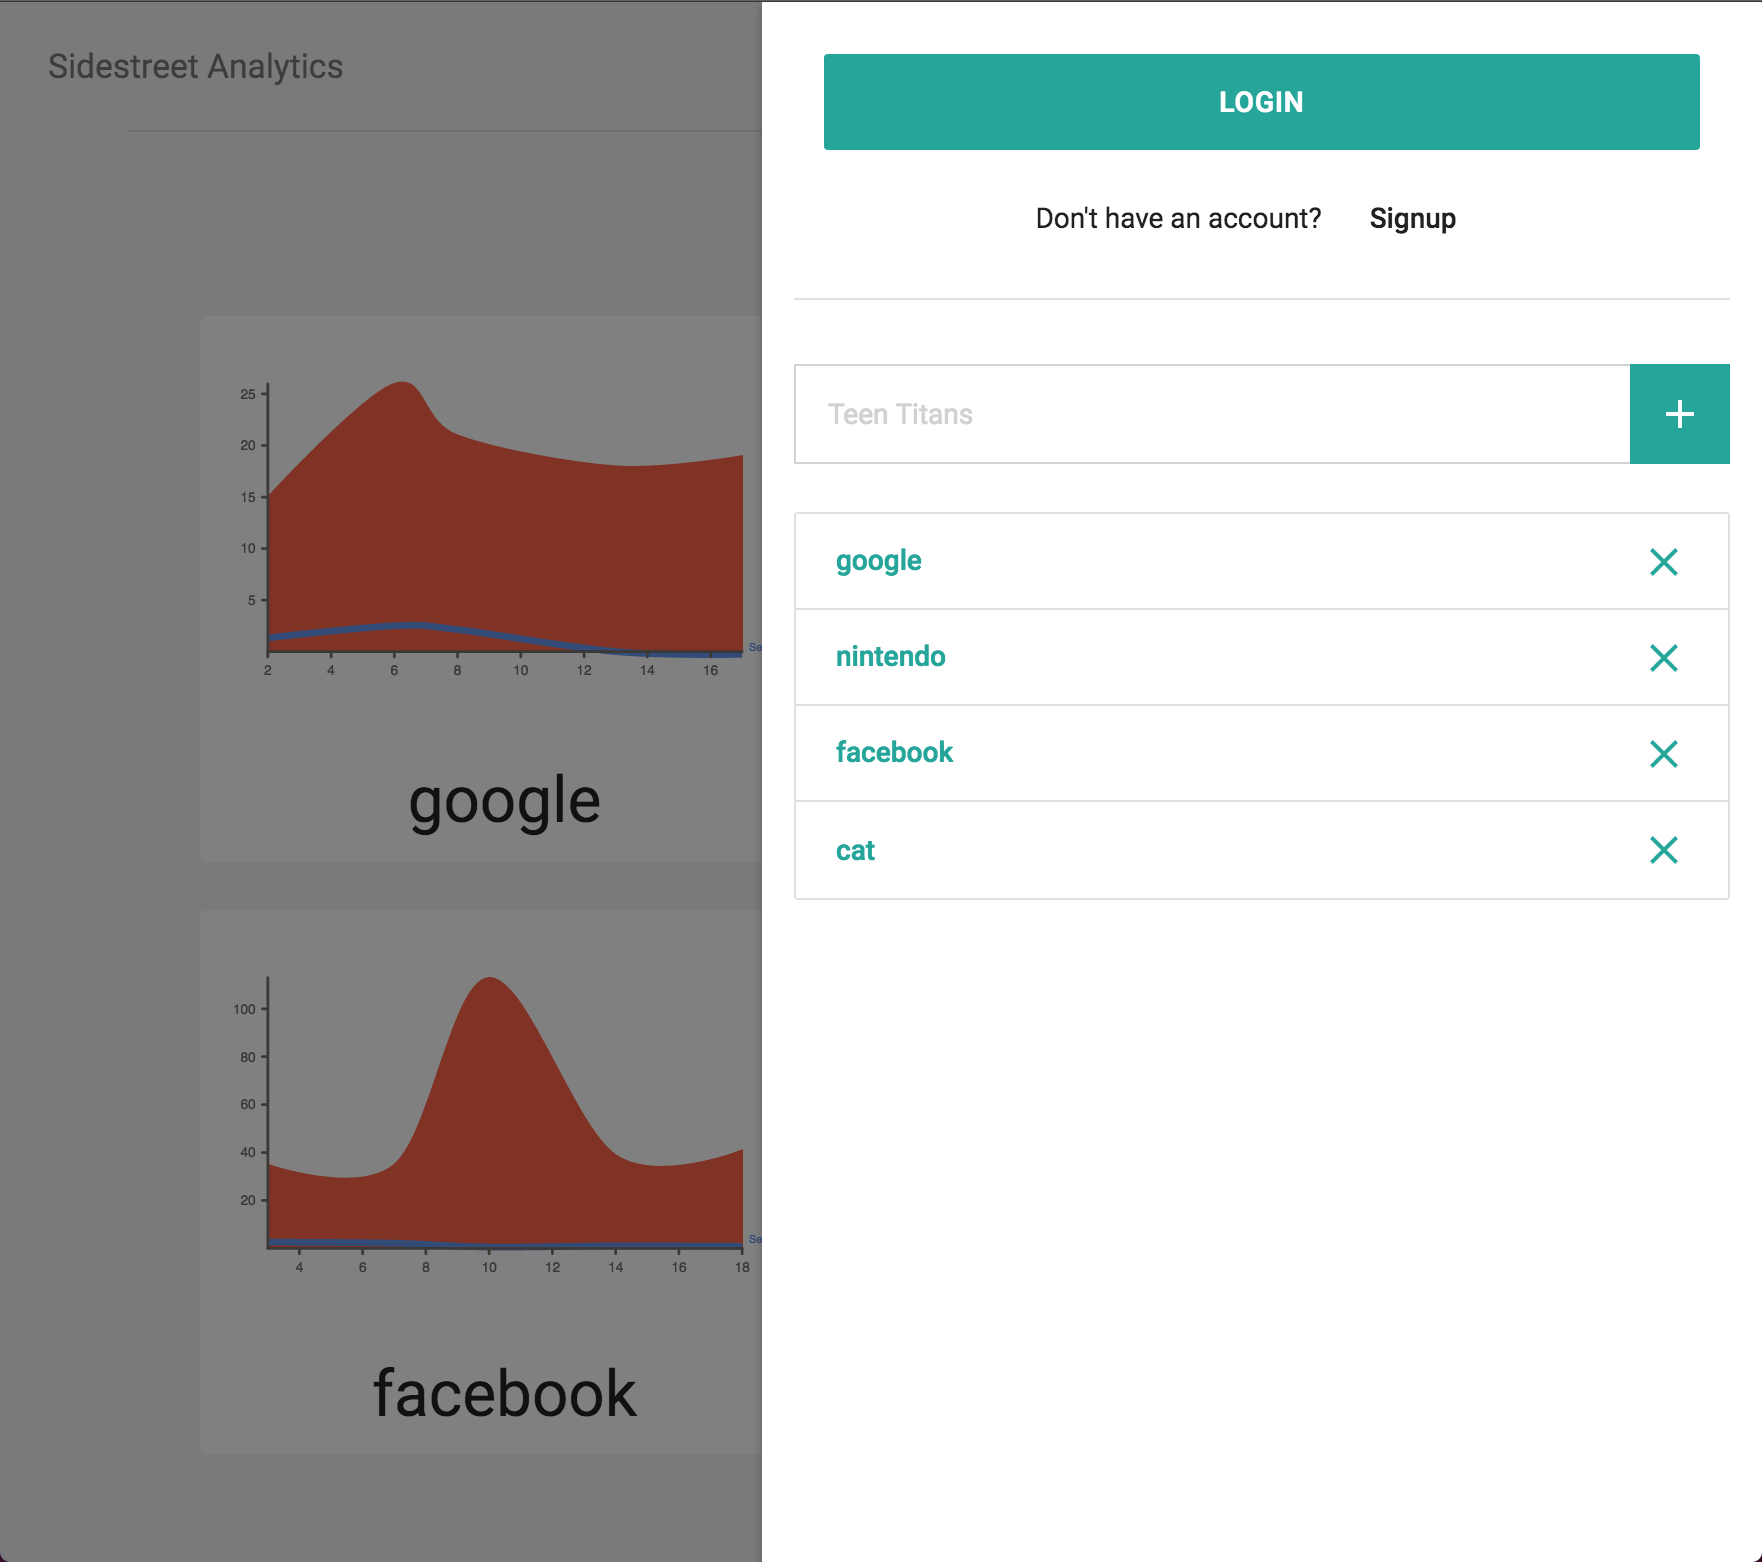 Sidestreet Analytics
25
20
15
10
5
2 4 6 8 10 12 14 16
Se
google
100
80
60
40
20
4 6 8 10 12 14 16 18
Se
facebook
LOGIN
Don't have an account? Signup
Teen Titans
google
nintendo
facebook
cat